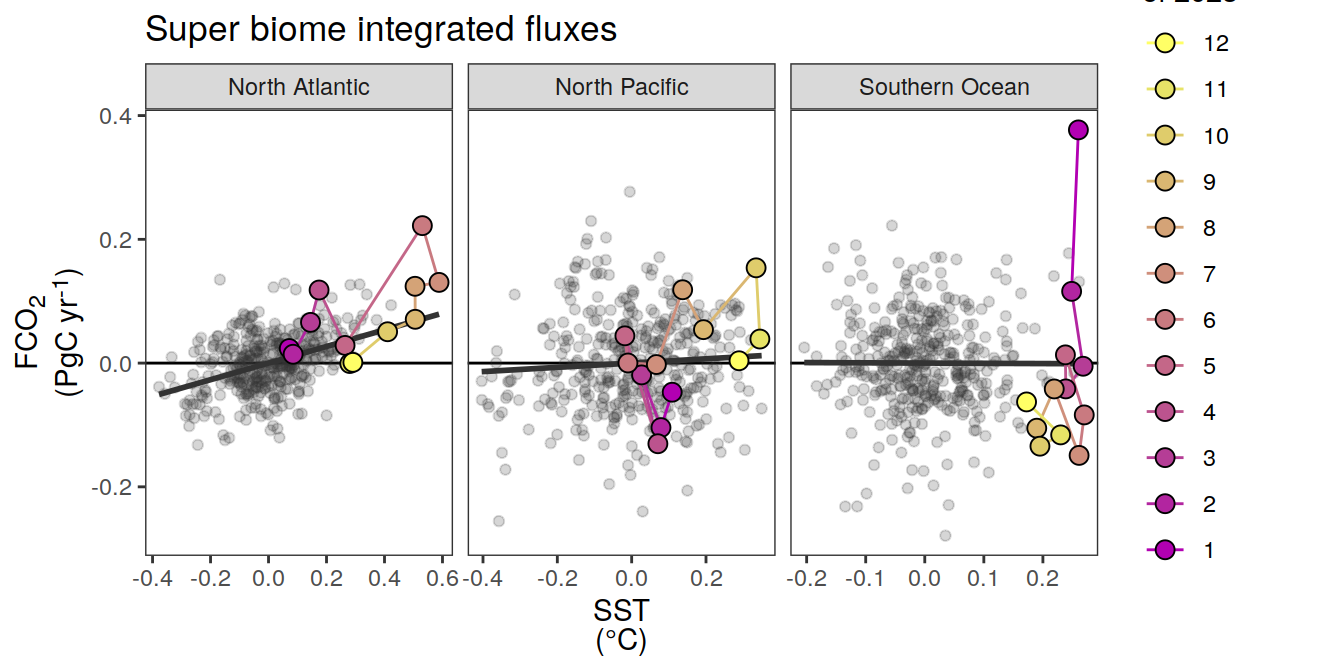 Super biome integrated fluxes
North Atlantic
North Pacific
Southern Ocean
FCO2
(PgC yr-1)
0.4
0.2
0.0
-0.2
-0.4 -0.2 0.0 0.2 0.4 0.6
-0.4 -0.2 0.0 0.2
-0.2 -0.1 0.0 0.1 0.2
SST
(°C)
12
11
10
9
8
7
6
5
4
3
2
1